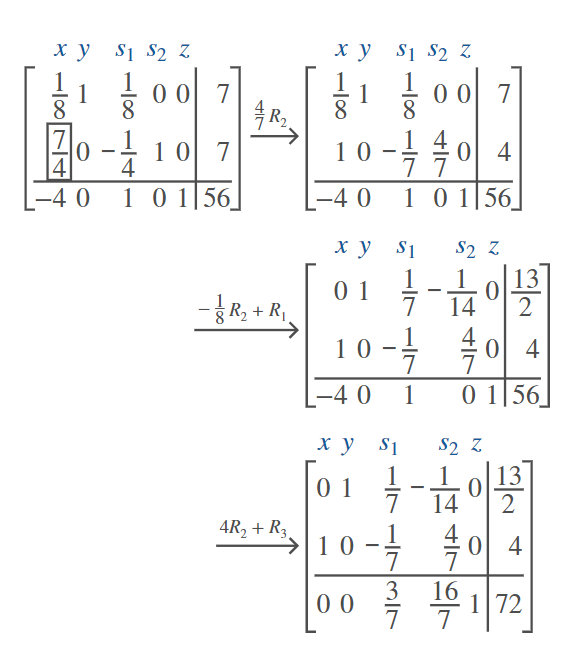 x y s₁ s₂ z x y s₁ s₂ z
1/8 1 1/8 0 0 | 7 4/7 R₂ 1/8 1 1/8 0 0 | 7
7/4 0 −1/4 1 0 | 7 1 0 −1/7 4/7 0 | 4
−4 0 1 0 1 | 56 −4 0 1 0 1 | 56
x y s₁ s₂ z
0 1 1/7 −1/14 0 | 13/2
−1/8 R₂ + R₁ 1 0 −1/7 4/7 0 | 4
−4 0 1 0 1 | 56
x y s₁ s₂ z
0 1 1/7 −1/14 0 | 13/2
4R₂ + R₃ 1 0 −1/7 4/7 0 | 4
0 0 3/7 16/7 1 | 72